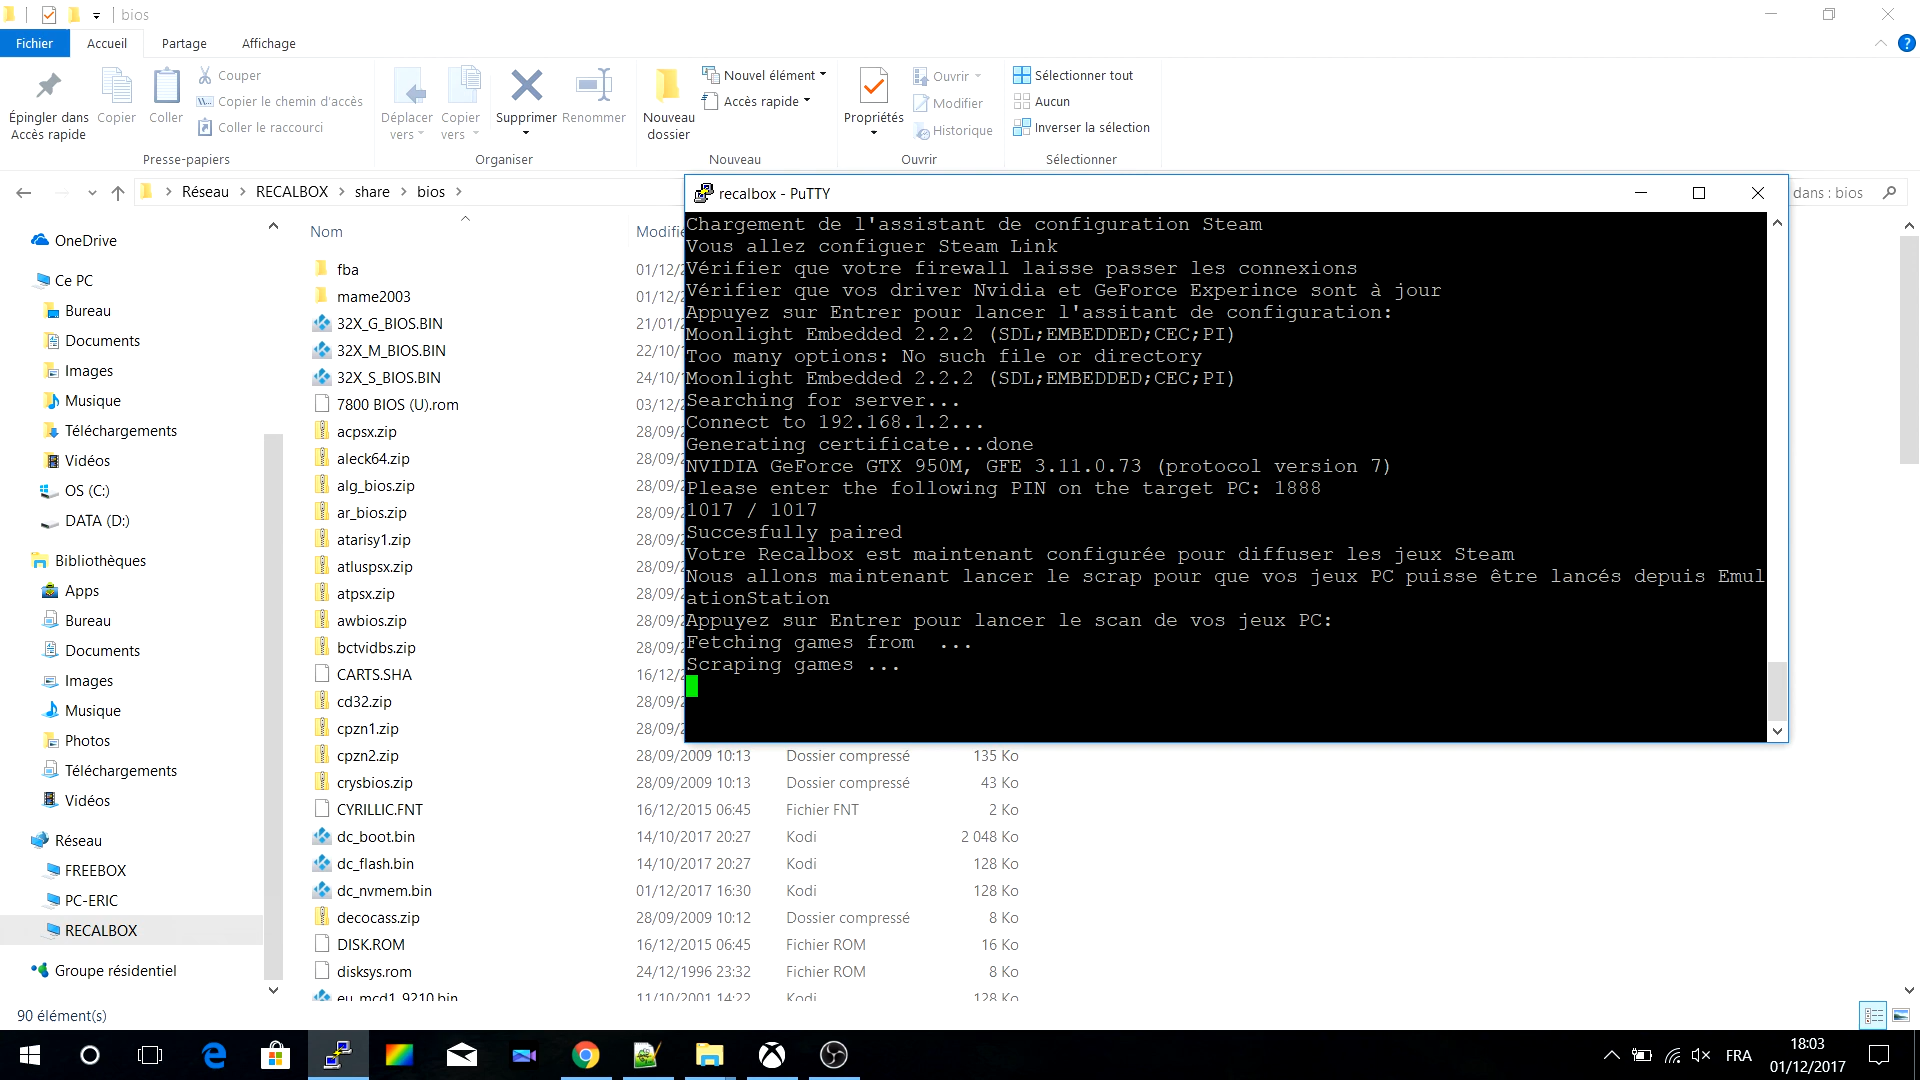 bios
Fichier
Accueil
Partage
Affichage
Épingler dans
Accès rapide
Copier
Coller
Couper
Copier le chemin d'accès
Coller le raccourci
Presse-papiers
Déplacer
vers
Copier
vers
Supprimer
Renommer
Organiser
Nouveau
dossier
Nouvel élément
Accès rapide
Nouveau
Propriétés
Ouvrir
Modifier
Historique
Ouvrir
Sélectionner tout
Aucun
Inverser la sélection
Sélectionner
Réseau > RECALBOX > share > bios >
dans : bios
OneDrive
Ce PC
Bureau
Documents
Images
Musique
Téléchargements
Vidéos
OS (C:)
DATA (D:)
Bibliothèques
Apps
Bureau
Documents
Images
Musique
Photos
Téléchargements
Vidéos
Réseau
FREEBOX
PC-ERIC
RECALBOX
Groupe résidentiel
Nom
fba
mame2003
32X_G_BIOS.BIN
32X_M_BIOS.BIN
32X_S_BIOS.BIN
7800 BIOS (U).rom
acpsx.zip
aleck64.zip
alg_bios.zip
ar_bios.zip
atarisy1.zip
atluspsx.zip
atpsx.zip
awbios.zip
bctvidbs.zip
CARTS.SHA
cd32.zip
cpzn1.zip
cpzn2.zip 28/09/2009 10:13 Dossier compressé 135 Ko
crysbios.zip 28/09/2009 10:13 Dossier compressé 43 Ko
CYRILLIC.FNT 16/12/2015 06:45 Fichier FNT 2 Ko
dc_boot.bin 14/10/2017 20:27 Kodi 2 048 Ko
dc_flash.bin 14/10/2017 20:27 Kodi 128 Ko
dc_nvmem.bin 01/12/2017 16:30 Kodi 128 Ko
decocass.zip 28/09/2009 10:12 Dossier compressé 8 Ko
DISK.ROM 16/12/2015 06:45 Fichier ROM 16 Ko
disksys.rom 24/12/1996 23:32 Fichier ROM 8 Ko
eu_mcd1_9210.bin 11/10/2001 14:22 Kodi 128 Ko
recalbox - PuTTY
Chargement de l'assistant de configuration Steam
Vous allez configuer Steam Link
Vérifier que votre firewall laisse passer les connexions
Vérifier que vos driver Nvidia et GeForce Experince sont à jour
Appuyez sur Entrer pour lancer l'assitant de configuration:
Moonlight Embedded 2.2.2 (SDL;EMBEDDED;CEC;PI)
Too many options: No such file or directory
Moonlight Embedded 2.2.2 (SDL;EMBEDDED;CEC;PI)
Searching for server...
Connect to 192.168.1.2...
Generating certificate...done
NVIDIA GeForce GTX 950M, GFE 3.11.0.73 (protocol version 7)
Please enter the following PIN on the target PC: 1888
1017 / 1017
Succesfully paired
Votre Recalbox est maintenant configurée pour diffuser les jeux Steam
Nous allons maintenant lancer le scrap pour que vos jeux PC puisse être lancés depuis Emul
ationStation
Appuyez sur Entrer pour lancer le scan de vos jeux PC:
Fetching games from  ...
Scraping games ...
90 élément(s)
FRA
18:03
01/12/2017